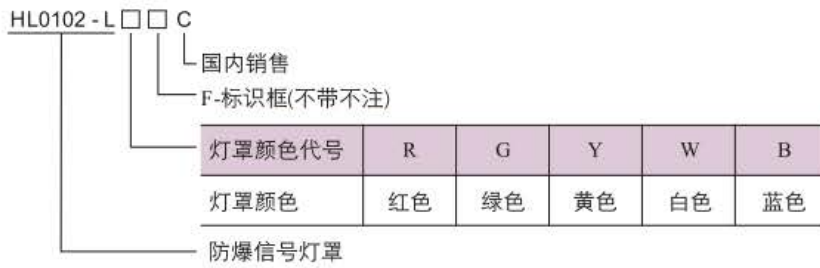 HL0102 - L □ □ C
国内销售
F-标识框(不带不注)
灯罩颜色代号 R G Y W B
灯罩颜色 红色 绿色 黄色 白色 蓝色
防爆信号灯罩